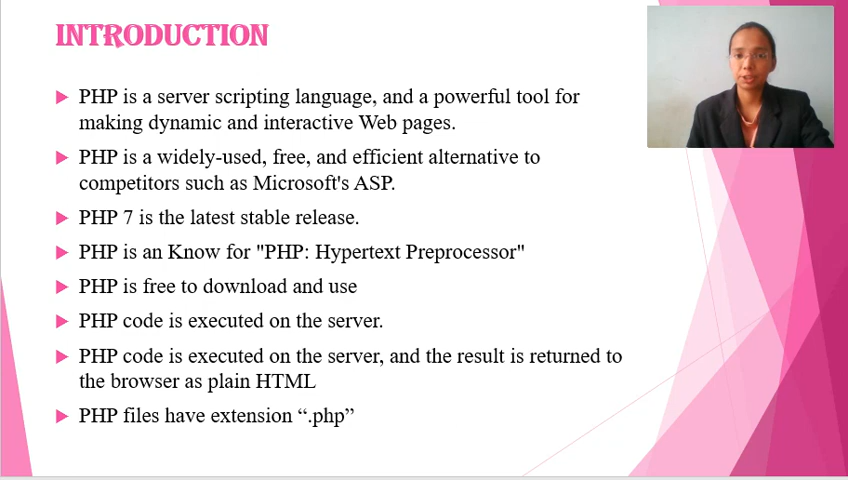 INTRODUCTION
PHP is a server scripting language, and a powerful tool for
making dynamic and interactive Web pages.
PHP is a widely-used, free, and efficient alternative to
competitors such as Microsoft's ASP.
PHP 7 is the latest stable release.
PHP is an Know for "PHP: Hypertext Preprocessor"
PHP is free to download and use
PHP code is executed on the server.
PHP code is executed on the server, and the result is returned to
the browser as plain HTML
PHP files have extension “.php”